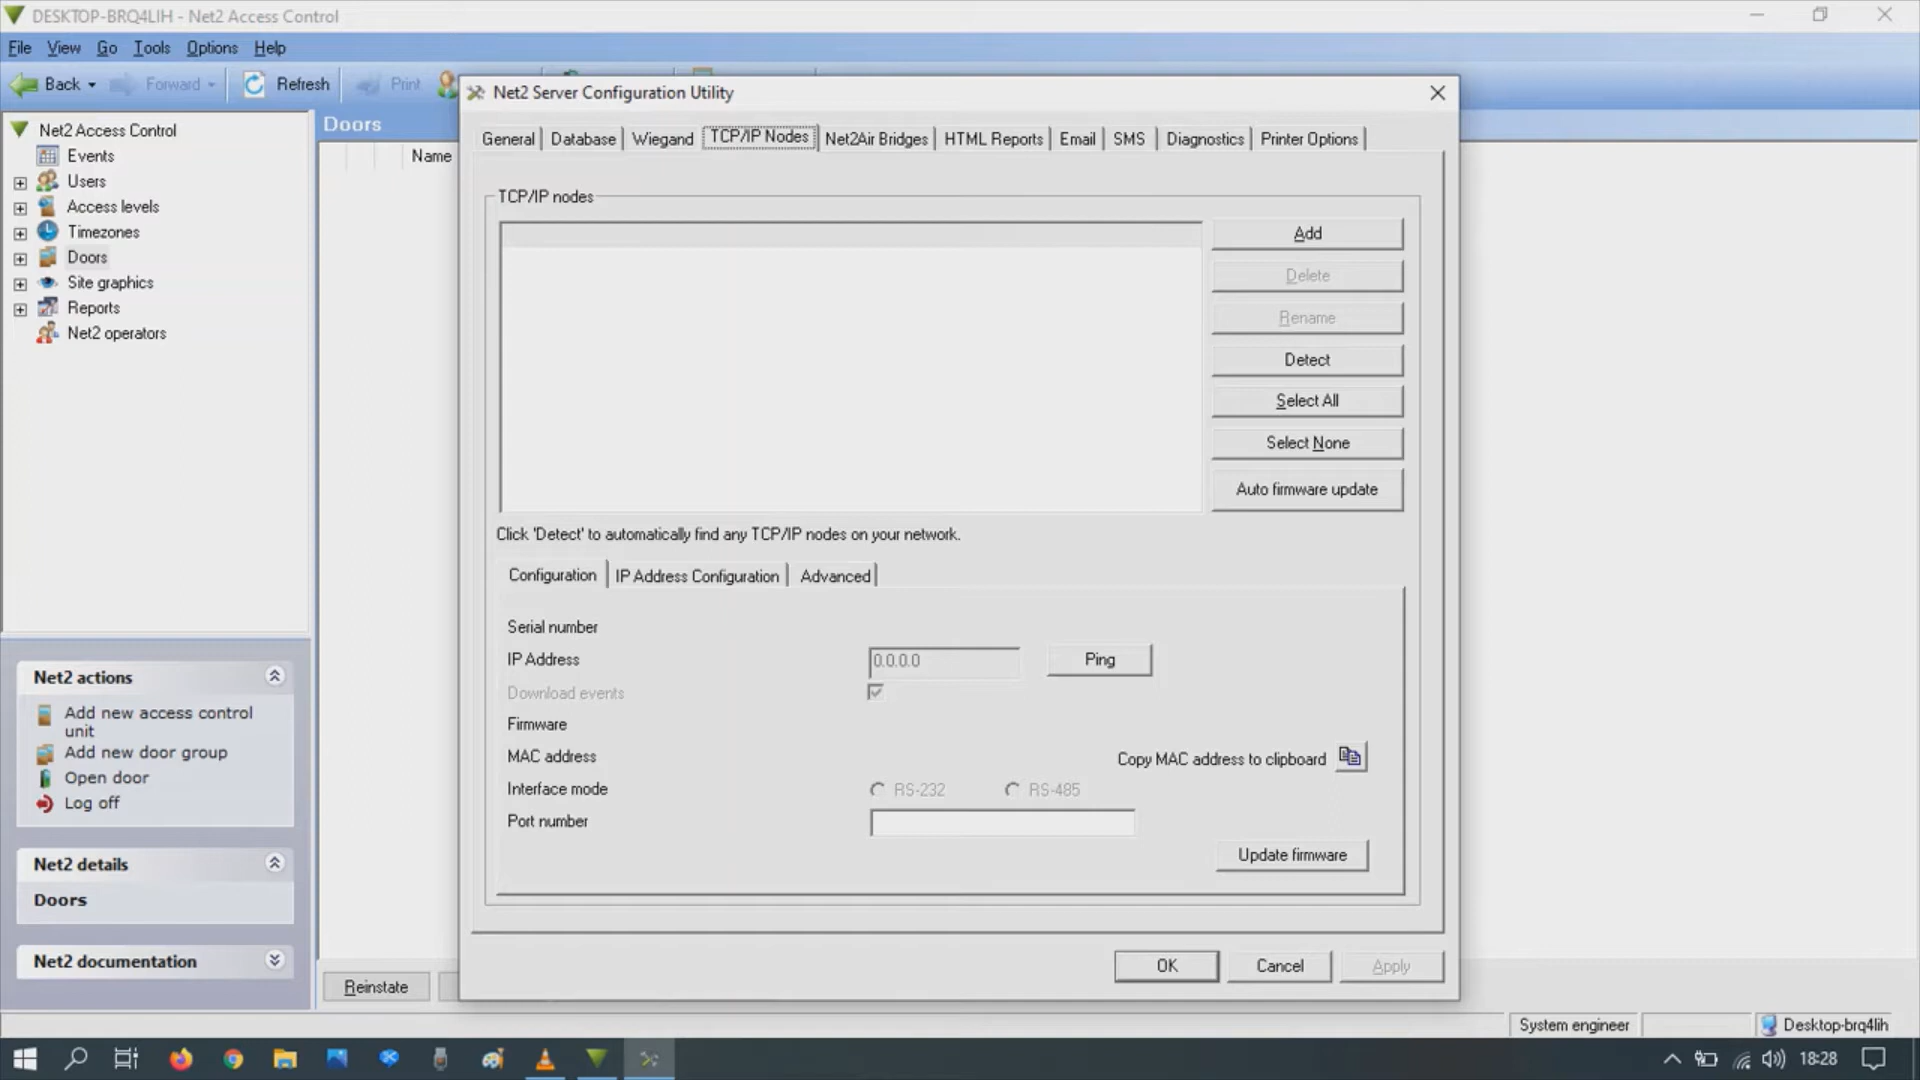 DESKTOP-BRQ4LIH - Net2 Access Control
File View Go Tools Options Help
Back Forward Refresh Print
Net2 Access Control
Events
Users
Access levels
Timezones
Doors
Site graphics
Reports
Net2 operators
Net2 actions
Add new access control
unit
Add new door group
Open door
Log off
Net2 details
Doors
Net2 documentation
Doors
Name
Reinstate
Net2 Server Configuration Utility
General Database Wiegand TCP/IP Nodes Net2Air Bridges HTML Reports Email SMS Diagnostics Printer Options
TCP/IP nodes
Add
Delete
Rename
Detect
Select All
Select None
Auto firmware update
Click 'Detect' to automatically find any TCP/IP nodes on your network.
Configuration IP Address Configuration Advanced
Serial number
IP Address 0.0.0.0 Ping
Download events
Firmware
MAC address Copy MAC address to clipboard
Interface mode RS-232 RS-485
Port number
Update firmware
OK Cancel Apply
System engineer Desktop-brq4lih
18:28